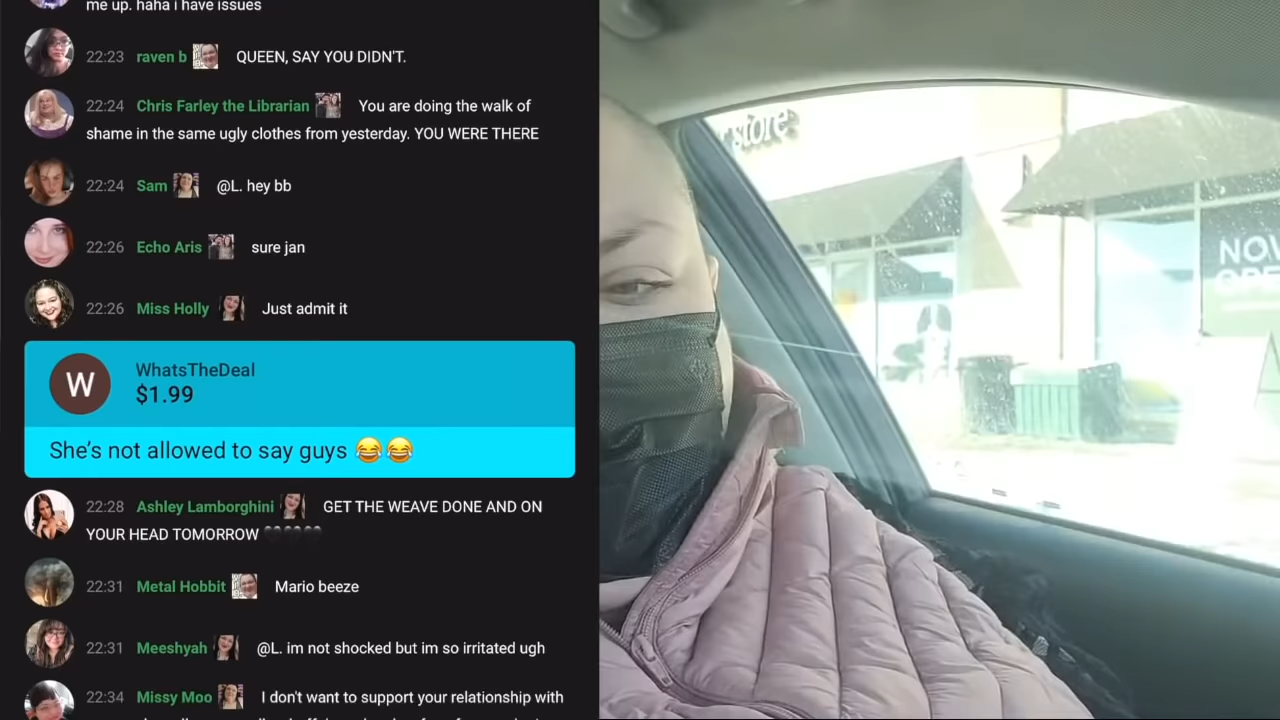 me up. haha i have issues
22:23 raven b QUEEN, SAY YOU DIDN'T.
22:24 Chris Farley the Librarian You are doing the walk of
shame in the same ugly clothes from yesterday. YOU WERE THERE
22:24 Sam @L. hey bb
22:26 Echo Aris sure jan
22:26 Miss Holly Just admit it
W
WhatsTheDeal
$1.99
She's not allowed to say guys 😂😂
22:28 Ashley Lamborghini GET THE WEAVE DONE AND ON
YOUR HEAD TOMORROW 🖤🖤🖤🖤🖤
22:31 Metal Hobbit Mario beeze
22:31 Meeshyah @L. im not shocked but im so irritated ugh
22:34 Missy Moo I don't want to support your relationship with
store
NOW
OPEN